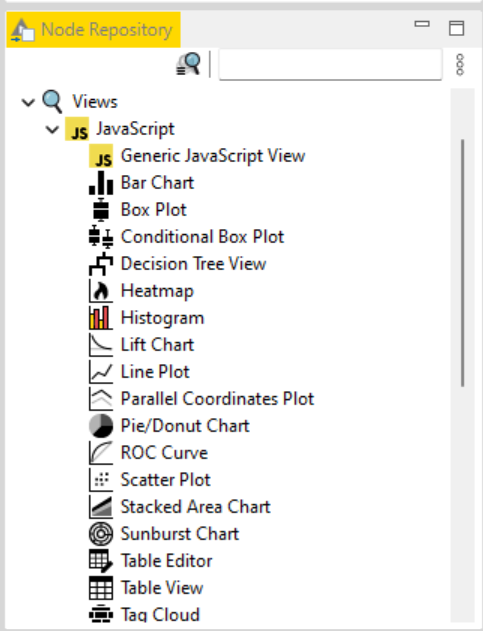 Node Repository
Views
JS JavaScript
JS Generic JavaScript View
Bar Chart
Box Plot
Conditional Box Plot
Decision Tree View
Heatmap
Histogram
Lift Chart
Line Plot
Parallel Coordinates Plot
Pie/Donut Chart
ROC Curve
Scatter Plot
Stacked Area Chart
Sunburst Chart
Table Editor
Table View
Tag Cloud